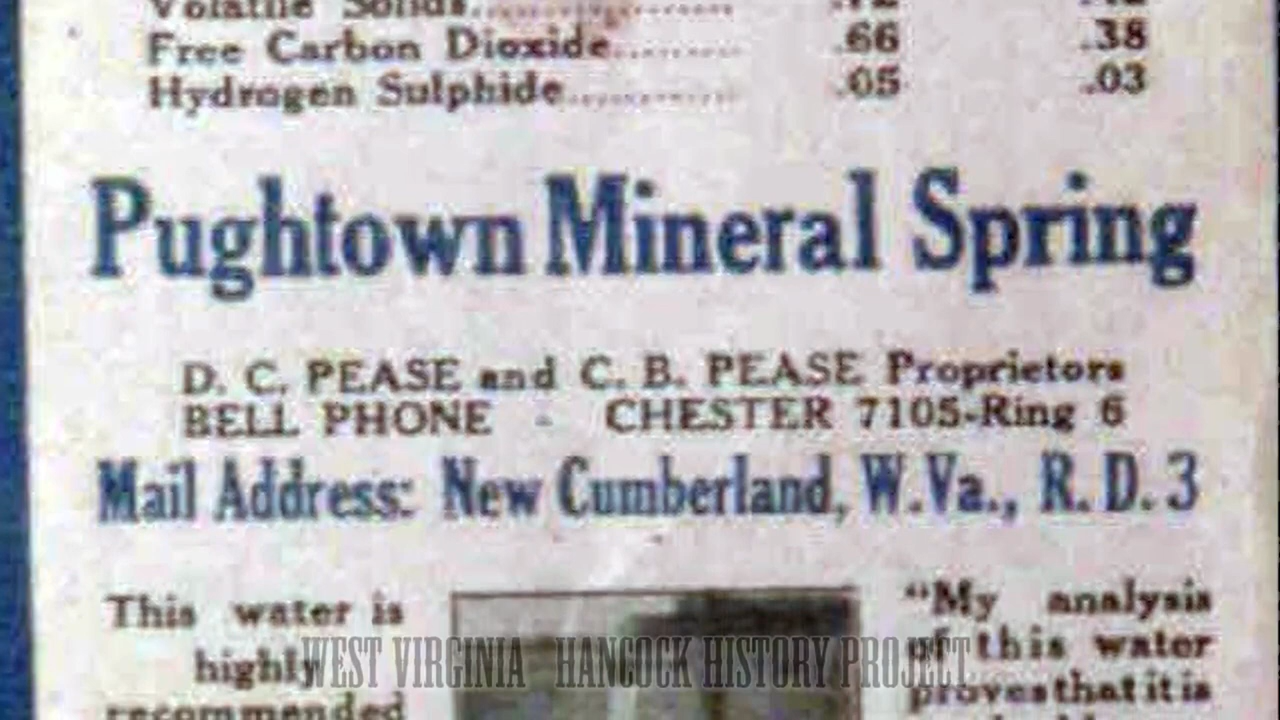 Volatile Solids
Free Carbon Dioxide .66 .38
Hydrogen Sulphide .05 .03
Pughtown Mineral Spring
D. C. PEASE and C. B. PEASE Proprietors
BELL PHONE - CHESTER 7105-Ring 6
Mail Address: New Cumberland, W.Va., R. D. 3
This water is
highly
recommended
"My analysis
of this water
proves that it is
WEST VIRGINIA HANCOCK HISTORY PROJECT